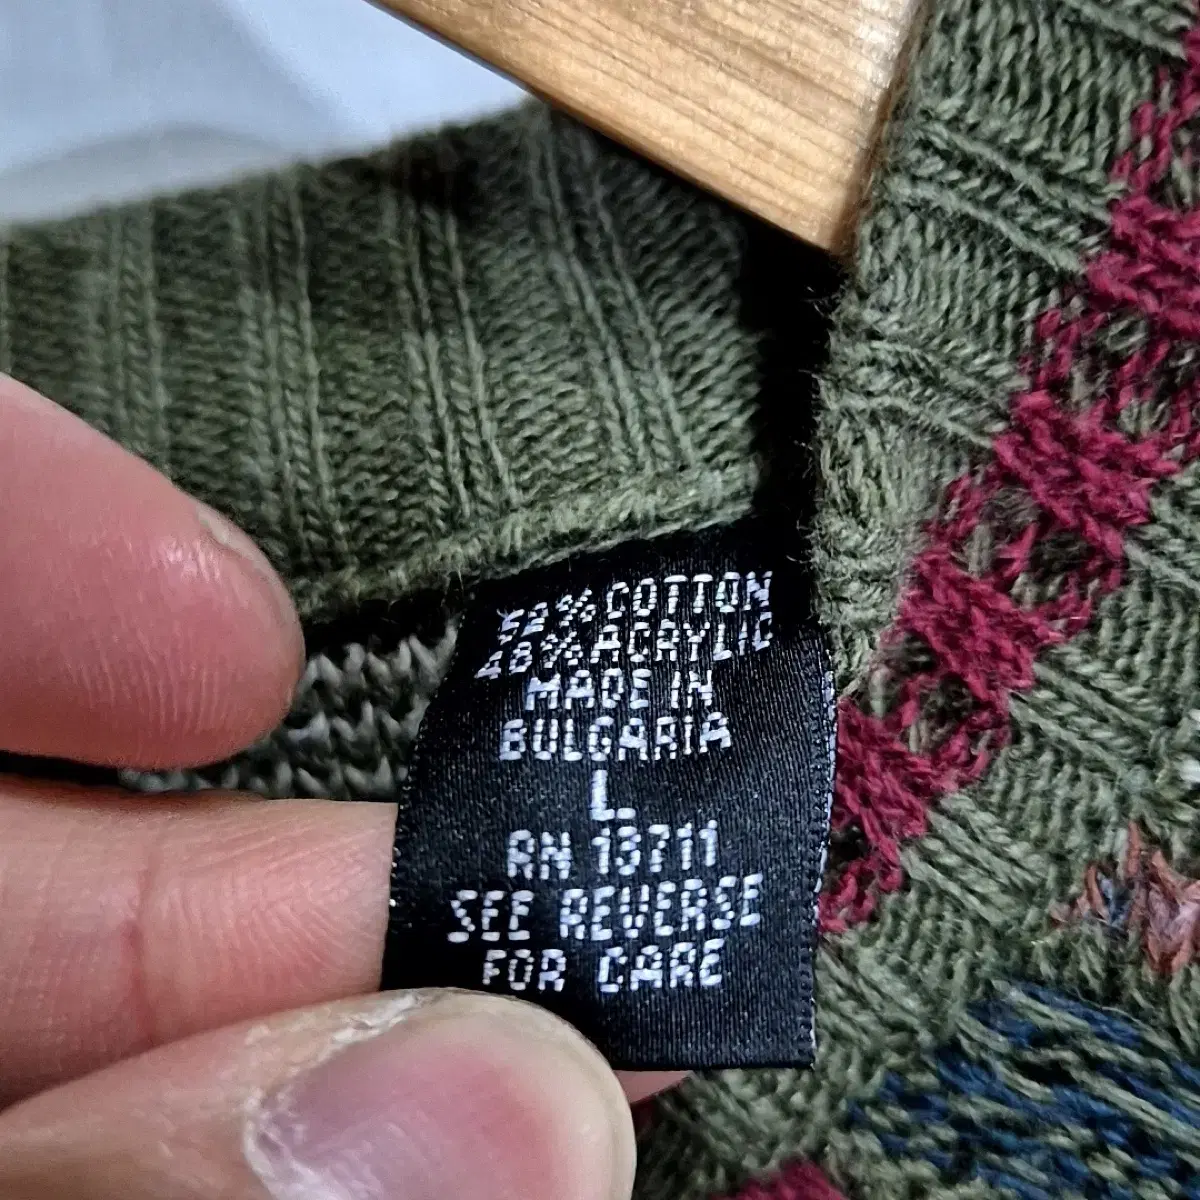 52% COTTON
48% ACRYLIC
MADE IN
BULGARIA
L
RN 13711
SEE REVERSE
FOR CARE